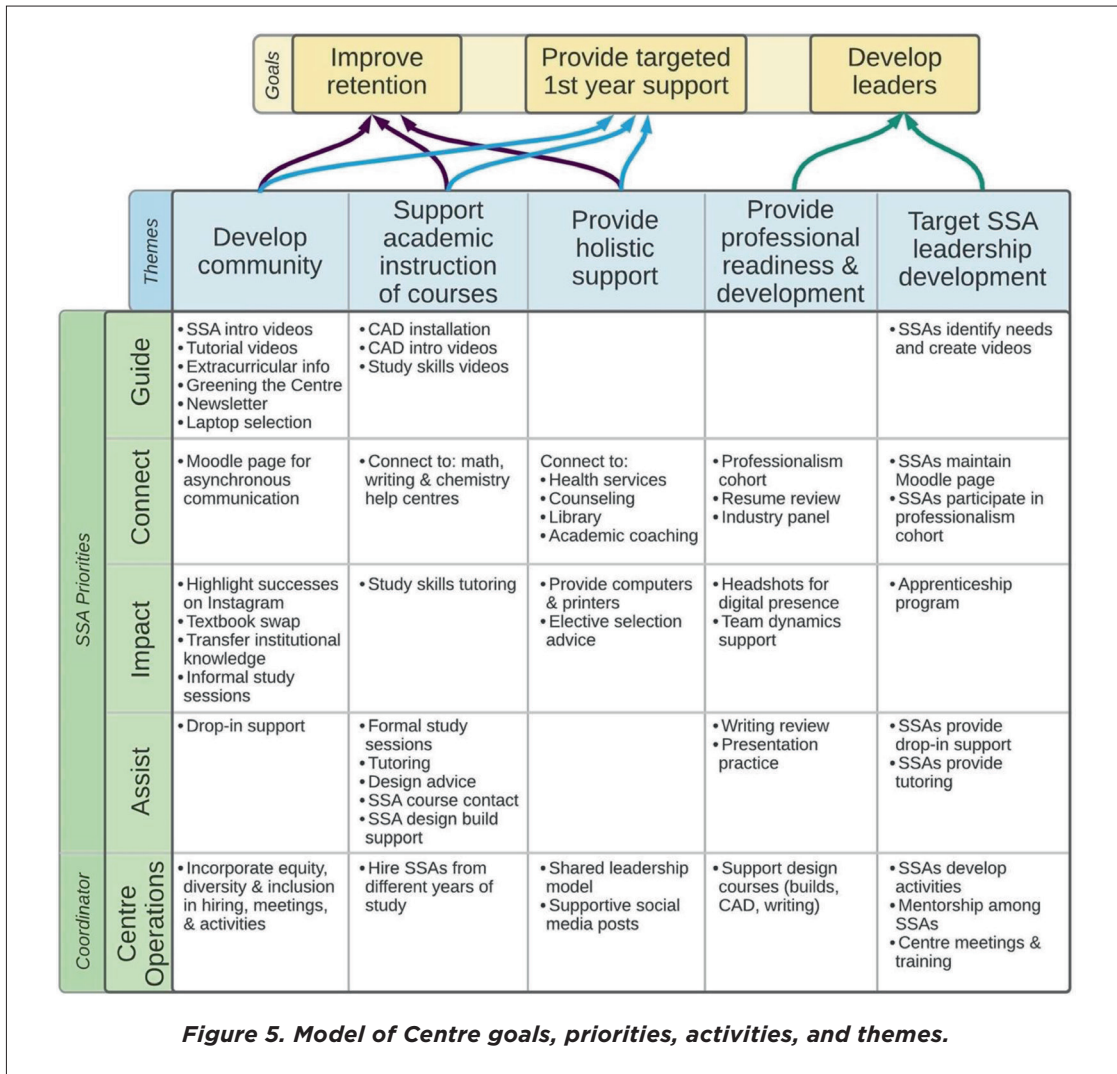 Goals
Improve
retention
Provide targeted
1st year support
Develop
leaders
Themes
Develop
community
Support
academic
instruction
of courses
Provide
holistic
support
Provide
professional
readiness &
development
Target SSA
leadership
development
SSA Priorities
Guide
• SSA intro videos
• Tutorial videos
• Extracurricular info
• Greening the Centre
• Newsletter
• Laptop selection
• CAD installation
• CAD intro videos
• Study skills videos
• SSAs identify needs
and create videos
Connect
• Moodle page for
asynchronous
communication
• Connect to: math,
writing & chemistry
help centres
Connect to:
• Health services
• Counseling
• Library
• Academic coaching
• Professionalism
cohort
• Resume review
• Industry panel
• SSAs maintain
Moodle page
• SSAs participate in
professionalism
cohort
Impact
• Highlight successes
on Instagram
• Textbook swap
• Transfer institutional
knowledge
• Informal study
sessions
• Study skills tutoring
• Provide computers
& printers
• Elective selection
advice
• Headshots for
digital presence
• Team dynamics
support
• Apprenticeship
program
Assist
• Drop-in support
• Formal study
sessions
• Tutoring
• Design advice
• SSA course contact
• SSA design build
support
• Writing review
• Presentation
practice
• SSAs provide
drop-in support
• SSAs provide
tutoring
Coordinator
Centre
Operations
• Incorporate equity,
diversity & inclusion
in hiring, meetings,
& activities
• Hire SSAs from
different years of
study
• Shared leadership
model
• Supportive social
media posts
• Support design
courses (builds,
CAD, writing)
• SSAs develop
activities
• Mentorship among
SSAs
• Centre meetings &
training
Figure 5. Model of Centre goals, priorities, activities, and themes.